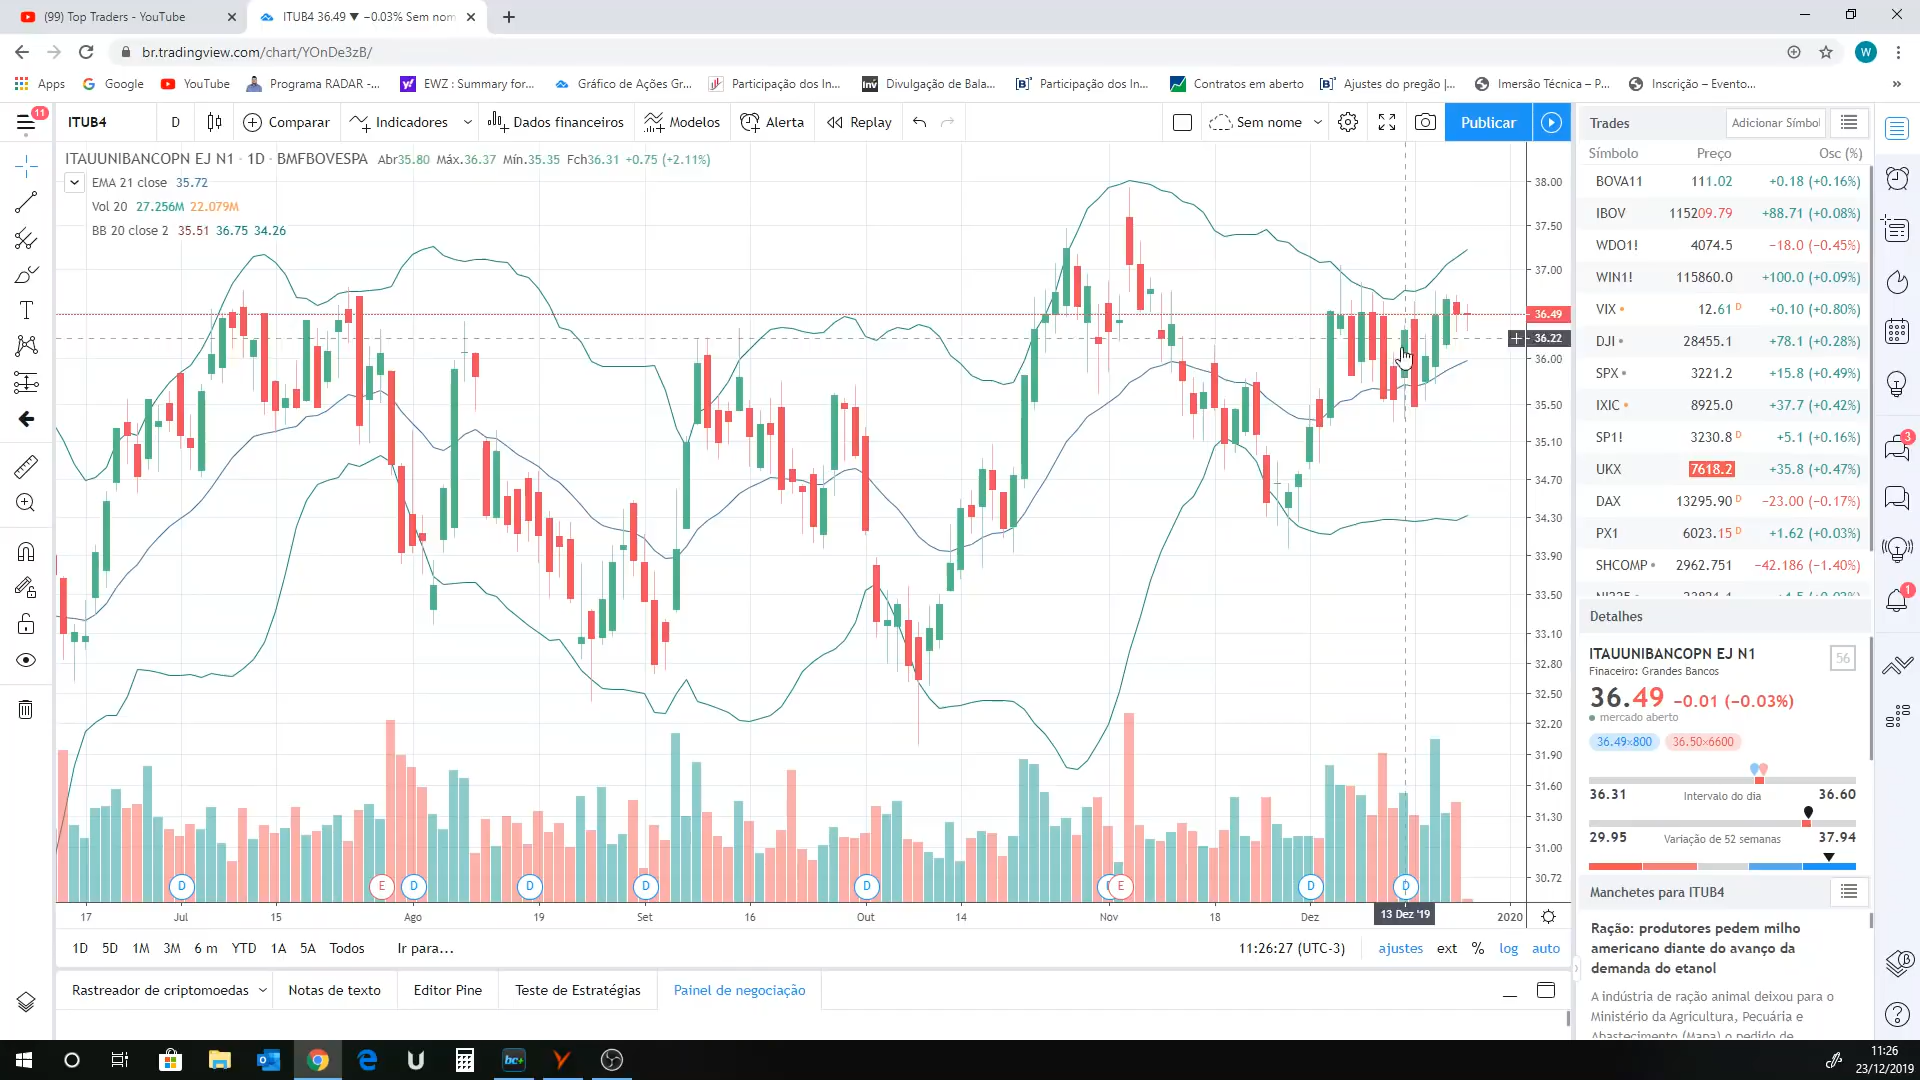 (99) Top Traders - YouTube
ITUB4 36.49 ▼ −0.03% Sem nom
br.tradingview.com/chart/YOnDe3zB/
W
Apps Google YouTube Programa RADAR -... EWZ : Summary for... Gráfico de Ações Gr... Participação dos In... Divulgação de Bala... Participação dos In... Contratos em aberto Ajustes do pregão |... Imersão Técnica – P... Inscrição – Evento... »
11
ITUB4 D Comparar Indicadores Dados financeiros Modelos Alerta Replay Sem nome Publicar
ITAUUNIBANCOPN EJ N1 · 1D · BMFBOVESPA Abr35.80 Máx.36.37 Mín.35.35 Fch36.31 +0.75 (+2.11%)
EMA 21 close 35.72
Vol 20 27.256M 22.079M
BB 20 close 2 35.51 36.75 34.26
38.00
37.50
37.00
36.49
36.22
36.00
35.50
35.10
34.70
34.30
33.90
33.50
33.10
32.80
32.50
32.20
31.90
31.60
31.30
31.00
30.72
D E D D D D E D D
17 Jul 15 Ago 19 Set 16 Out 14 Nov 18 Dez 13 Dez '19 2020
1D 5D 1M 3M 6 m YTD 1A 5A Todos Ir para... 11:26:27 (UTC-3) ajustes ext % log auto
Rastreador de criptomoedas Notas de texto Editor Pine Teste de Estratégias Painel de negociação
Trades Adicionar Símbol
Símbolo Preço Osc (%)
BOVA11 111.02 +0.18 (+0.16%)
IBOV 115209.79 +88.71 (+0.08%)
WDO1! 4074.5 −18.0 (−0.45%)
WIN1! 115860.0 +100.0 (+0.09%)
VIX 12.61 D +0.10 (+0.80%)
DJI 28455.1 +78.1 (+0.28%)
SPX 3221.2 +15.8 (+0.49%)
IXIC 8925.0 +37.7 (+0.42%)
SP1! 3230.8 D +5.1 (+0.16%)
UKX 7618.2 +35.8 (+0.47%)
DAX 13295.90 D −23.00 (−0.17%)
PX1 6023.15 D +1.62 (+0.03%)
SHCOMP 2962.751 −42.186 (−1.40%)
Detalhes
ITAUUNIBANCOPN EJ N1 56
Finaceiro: Grandes Bancos
36.49 −0.01 (−0.03%)
mercado aberto
36.49×800 36.50×6600
36.31 Intervalo do dia 36.60
29.95 Variação de 52 semanas 37.94
Manchetes para ITUB4
Ração: produtores pedem milho
americano diante do avanço da
demanda do etanol
A indústria de ração animal deixou para o
Ministério da Agricultura, Pecuária e
Abastecimento (Mapa) o pedido de
3
1
bc+
11:26
23/12/2019